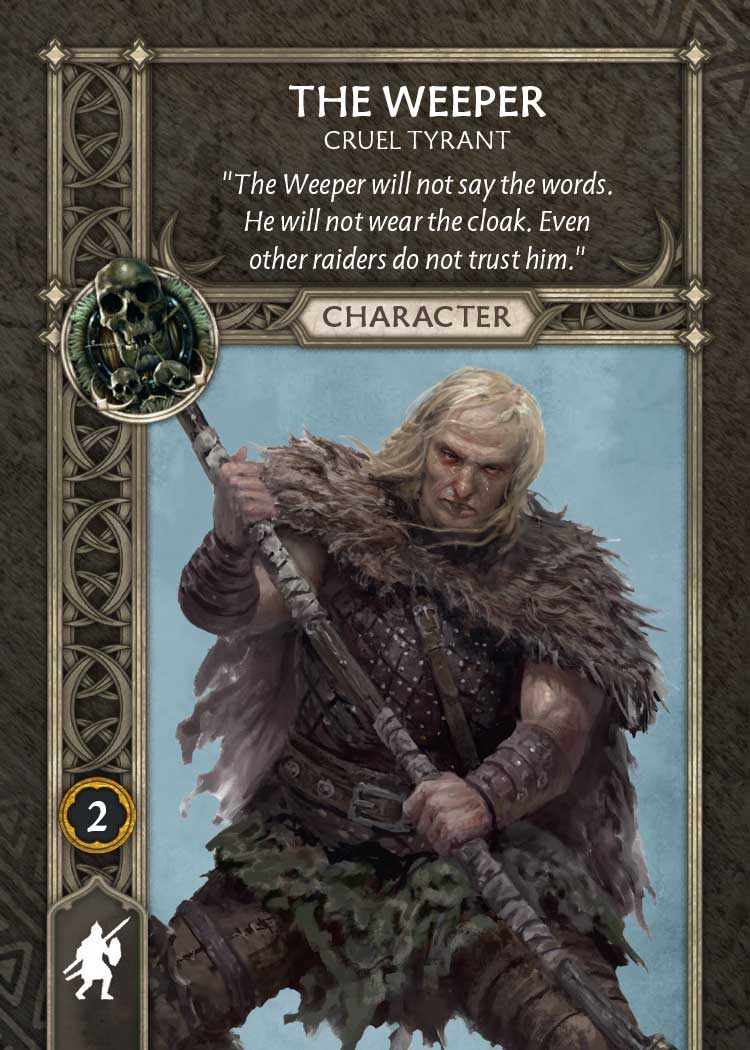 THE WEEPER
CRUEL TYRANT
"The Weeper will not say the words.
He will not wear the cloak. Even
other raiders do not trust him."
CHARACTER
2